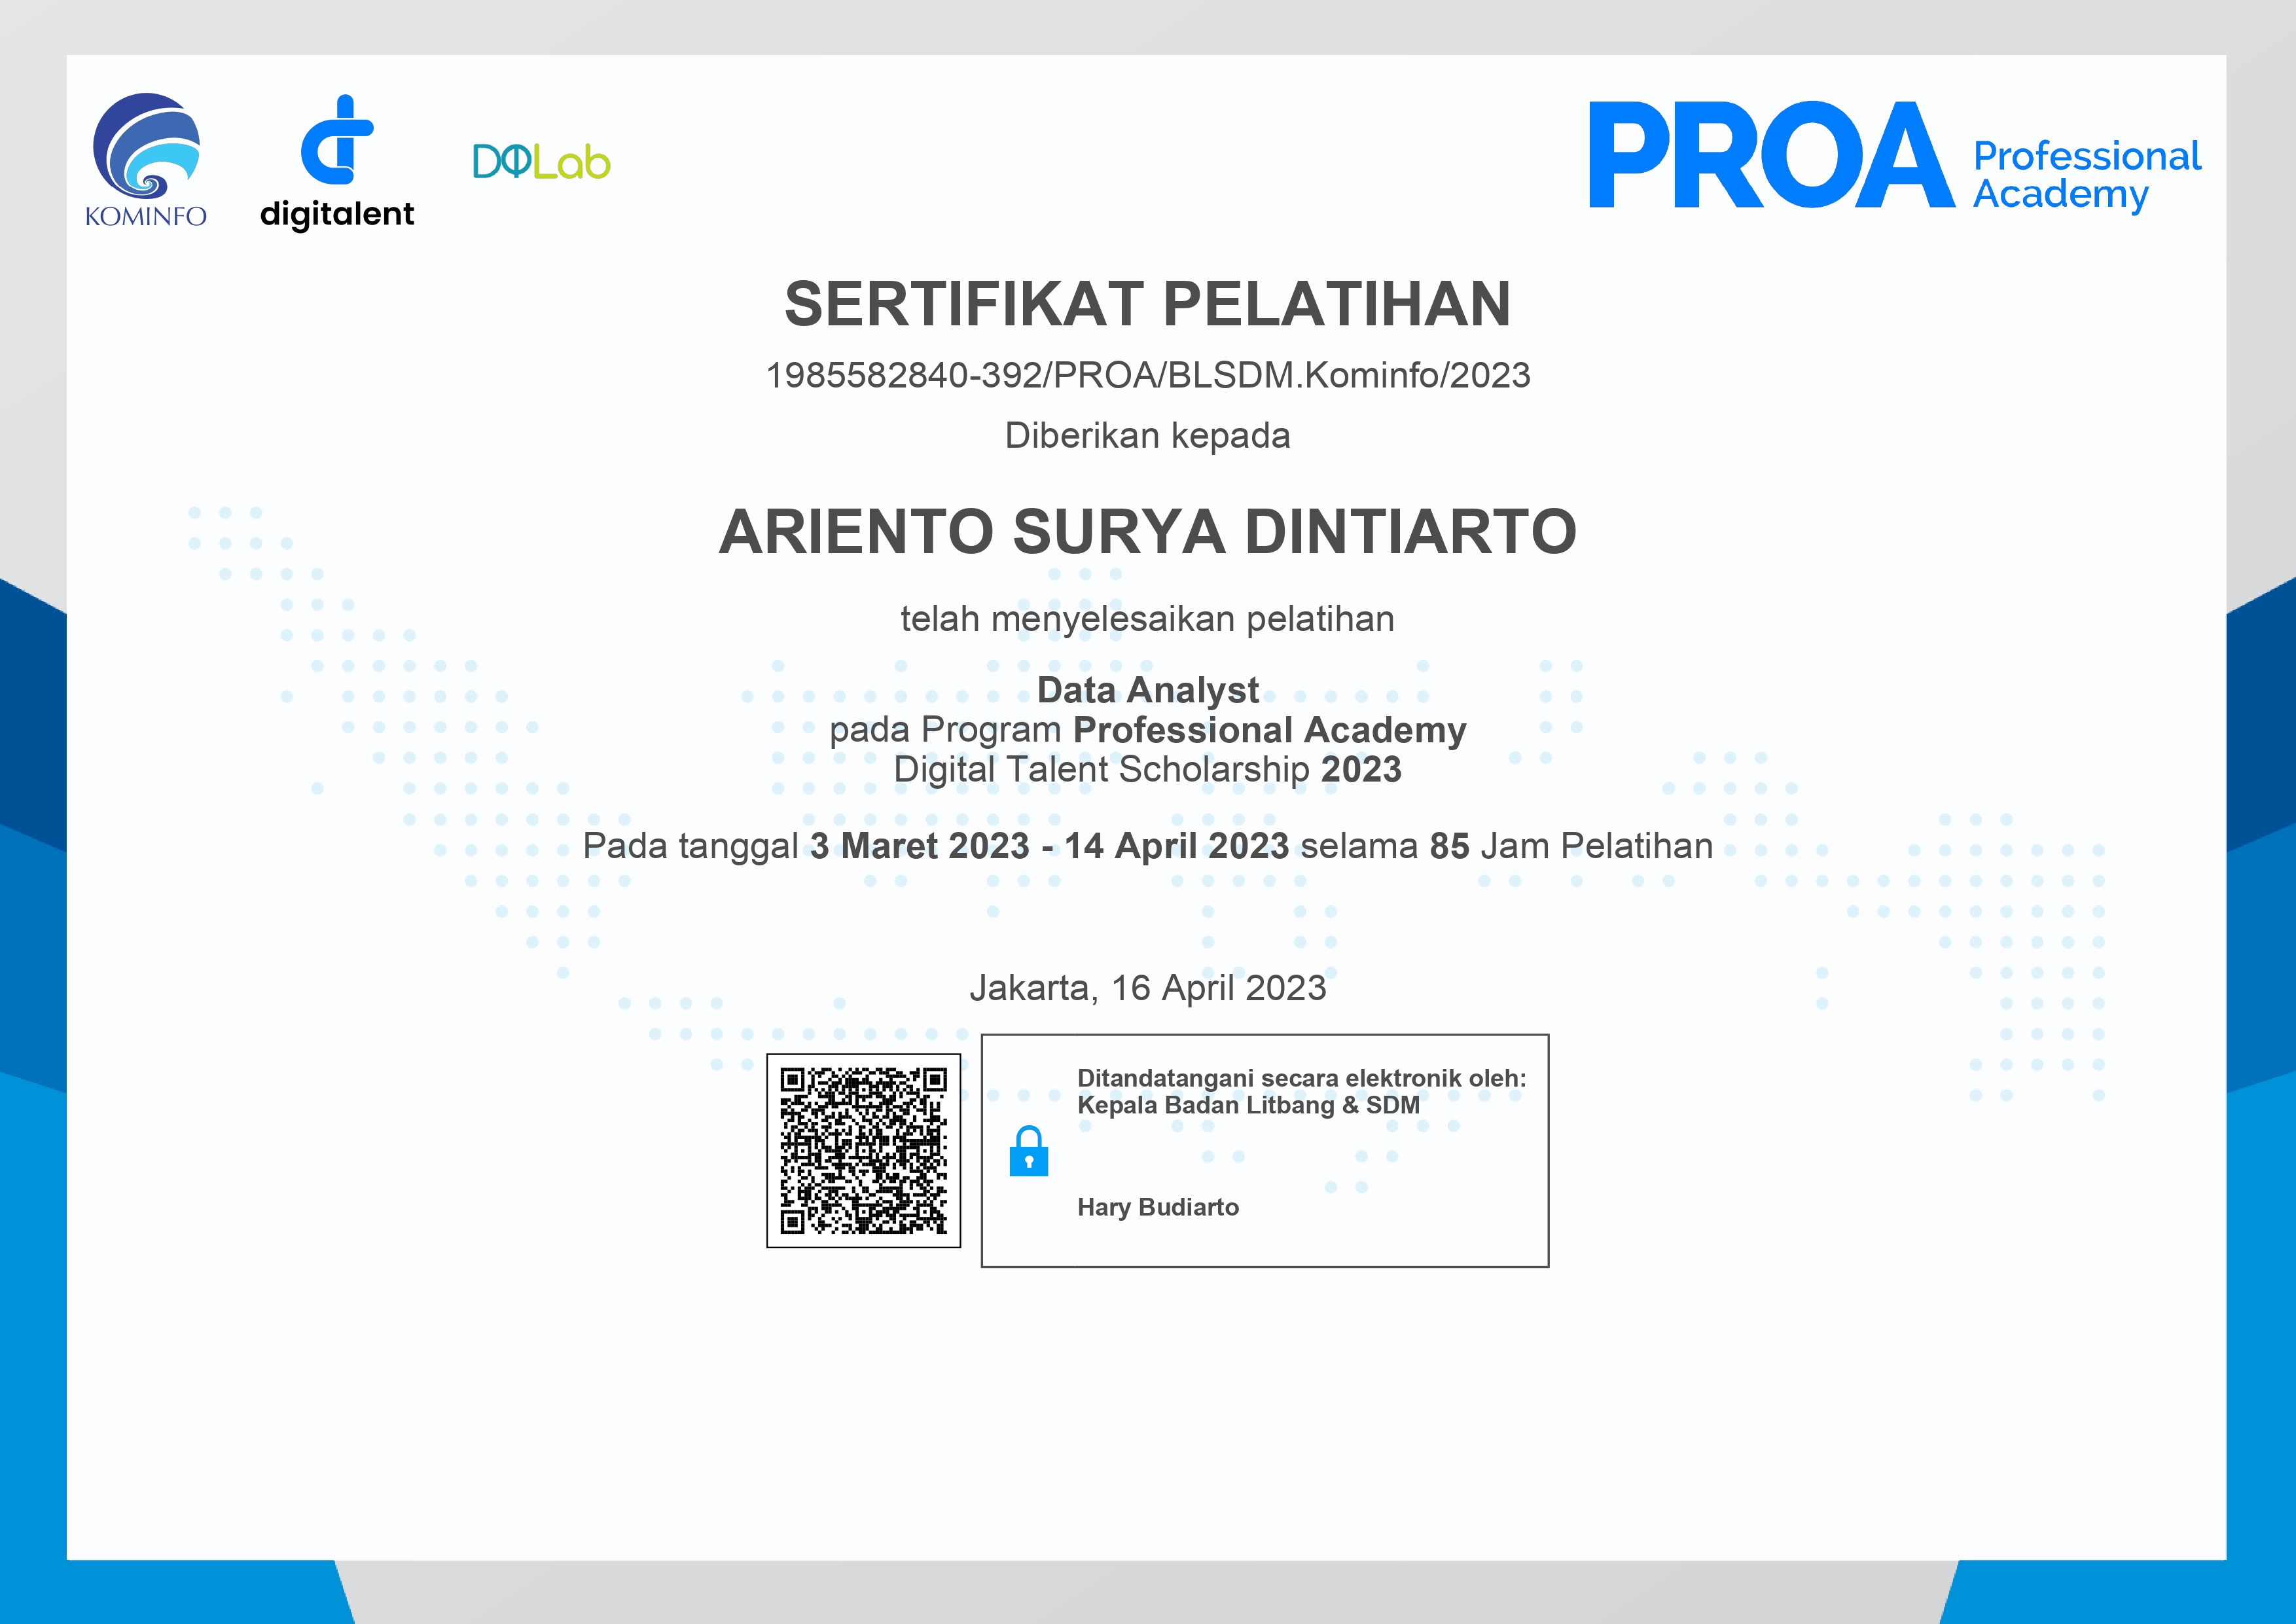 KOMINFO
digitalent
DQLab
PROA Professional Academy
SERTIFIKAT PELATIHAN
1985582840-392/PROA/BLSDM.Kominfo/2023
Diberikan kepada
ARIENTO SURYA DINTIARTO
telah menyelesaikan pelatihan
Data Analyst
pada Program Professional Academy
Digital Talent Scholarship 2023
Pada tanggal 3 Maret 2023 - 14 April 2023 selama 85 Jam Pelatihan
Jakarta, 16 April 2023
Ditandatangani secara elektronik oleh:
Kepala Badan Litbang & SDM
Hary Budiarto